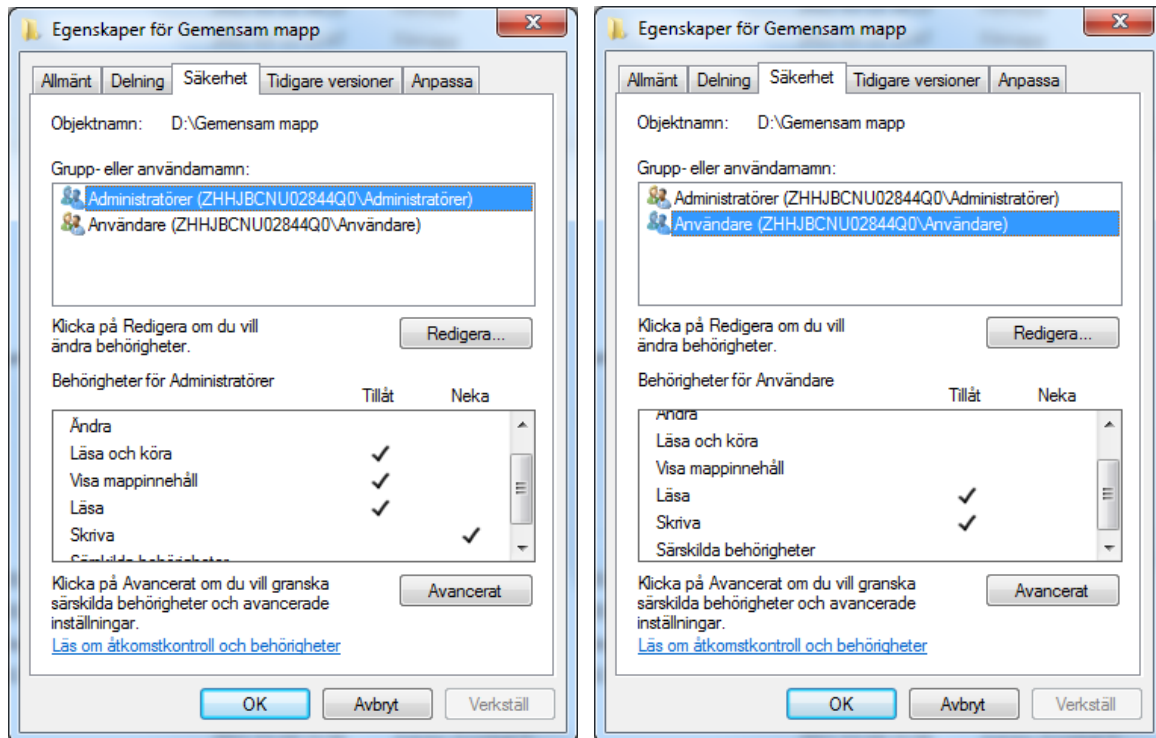 Egenskaper för Gemensam mapp
Allmänt Delning Säkerhet Tidigare versioner Anpassa
Objektnamn: D:\Gemensam mapp
Grupp- eller användarnamn:
Administratörer (ZHHJBCNU02844Q0\Administratörer)
Användare (ZHHJBCNU02844Q0\Användare)
Klicka på Redigera om du vill
ändra behörigheter.
Redigera...
Behörigheter för Administratörer
Tillåt Neka
Ändra
Läsa och köra
Visa mappinnehåll
Läsa
Skriva
Särskilda behörigheter
Klicka på Avancerat om du vill granska
särskilda behörigheter och avancerade
inställningar.
Avancerat
Läs om åtkomstkontroll och behörigheter
OK Avbryt Verkställ
Egenskaper för Gemensam mapp
Allmänt Delning Säkerhet Tidigare versioner Anpassa
Objektnamn: D:\Gemensam mapp
Grupp- eller användarnamn:
Administratörer (ZHHJBCNU02844Q0\Administratörer)
Användare (ZHHJBCNU02844Q0\Användare)
Klicka på Redigera om du vill
ändra behörigheter.
Redigera...
Behörigheter för Användare
Tillåt Neka
Ändra
Läsa och köra
Visa mappinnehåll
Läsa
Skriva
Särskilda behörigheter
Klicka på Avancerat om du vill granska
särskilda behörigheter och avancerade
inställningar.
Avancerat
Läs om åtkomstkontroll och behörigheter
OK Avbryt Verkställ